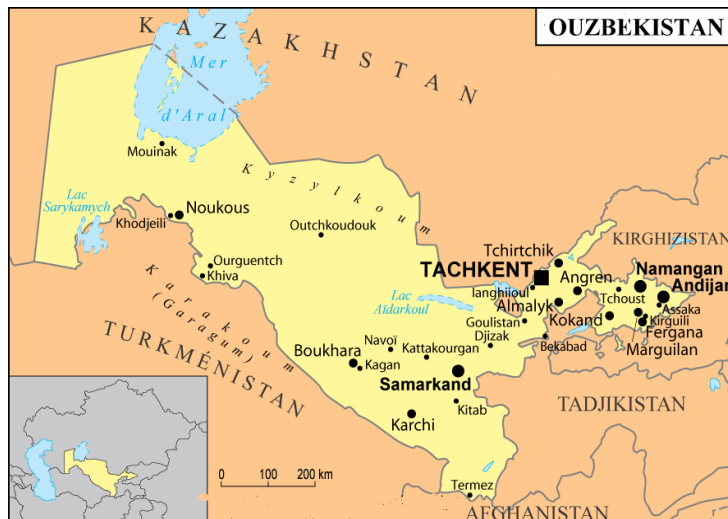 OUZBEKISTAN
KAZAKHSTAN
Mer
d'Aral
Mouinak
Kyzylkoum
Lac
Sarykamych
Khodjeili
Noukous
Outchkoudouk
KIRGHIZISTAN
Tchirtchik
Ourguentch
Khiva
TACHKENT
Angren
Namangan
Andijan
Ianghiioul
Tchoust
Lac
Aïdarkoul
Almalyk
Assaka
Kokand
Kirguili
Goulistan
Fergana
Karakoum
(Garagum)
TURKMÉNISTAN
Djizak
Bekabad
Marguilan
Navoï
Boukhara
Kattakourgan
Kagan
Samarkand
Kitab
TADJIKISTAN
Karchi
0 100 200 km
Termez
AFGHANISTAN